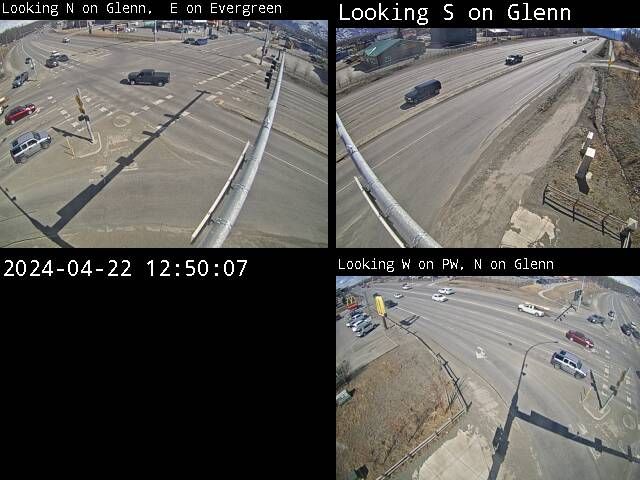 Looking N on Glenn,  E on Evergreen
Looking S on Glenn
2024-04-22 12:50:07
Looking W on PW, N on Glenn